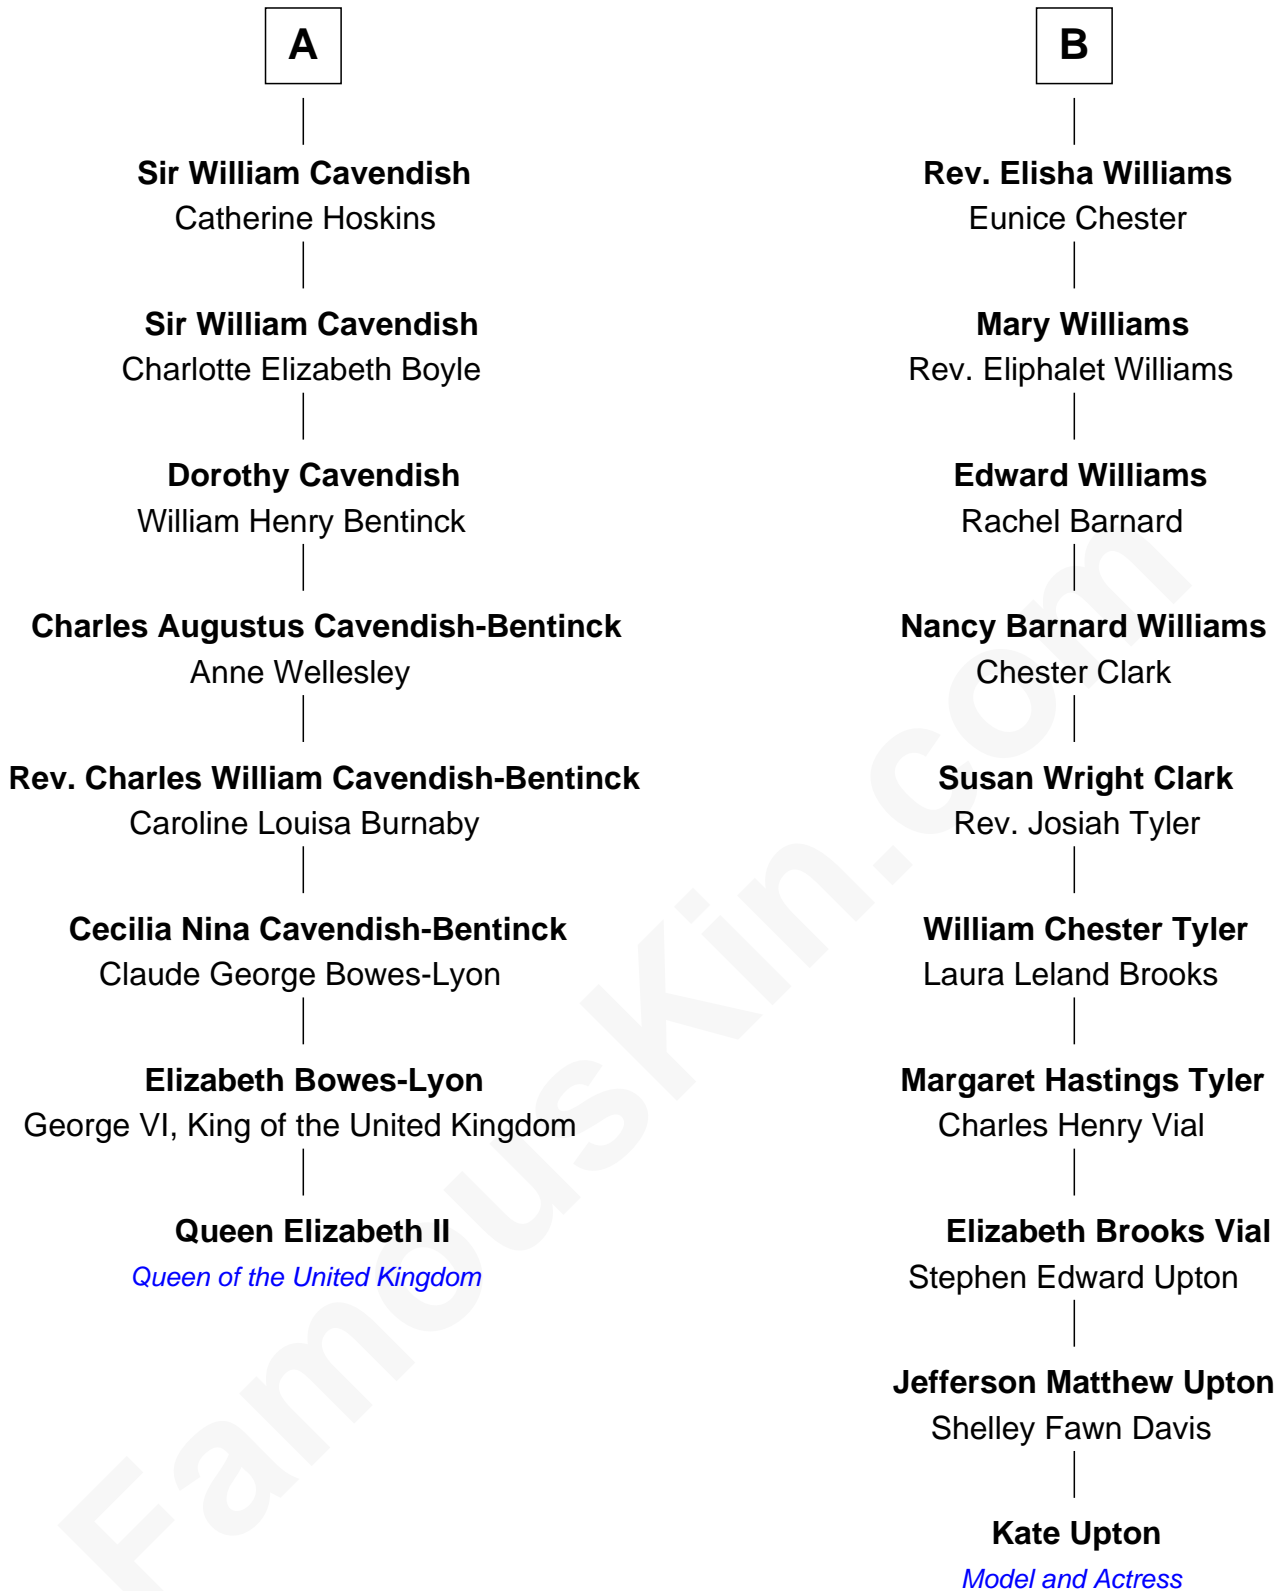 A
Sir William Cavendish
Catherine Hoskins
Sir William Cavendish
Charlotte Elizabeth Boyle
Dorothy Cavendish
William Henry Bentinck
Charles Augustus Cavendish-Bentinck
Anne Wellesley
Rev. Charles William Cavendish-Bentinck
Caroline Louisa Burnaby
Cecilia Nina Cavendish-Bentinck
Claude George Bowes-Lyon
Elizabeth Bowes-Lyon
George VI, King of the United Kingdom
Queen Elizabeth II
Queen of the United Kingdom
B
Rev. Elisha Williams
Eunice Chester
Mary Williams
Rev. Eliphalet Williams
Edward Williams
Rachel Barnard
Nancy Barnard Williams
Chester Clark
Susan Wright Clark
Rev. Josiah Tyler
William Chester Tyler
Laura Leland Brooks
Margaret Hastings Tyler
Charles Henry Vial
Elizabeth Brooks Vial
Stephen Edward Upton
Jefferson Matthew Upton
Shelley Fawn Davis
Kate Upton
Model and Actress
FamousKin.com